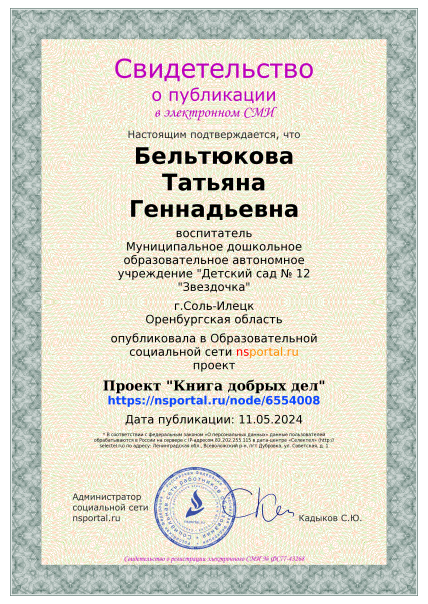 Свидетельство
о публикации
в электронном СМИ
Настоящим подтверждается, что
Бельтюкова
Татьяна
Геннадьевна
воспитатель
Муниципальное дошкольное
образовательное автономное
учреждение "Детский сад № 12
"Звездочка"
г.Соль-Илецк
Оренбургская область
опубликовала в Образовательной
социальной сети nsportal.ru
проект
Проект "Книга добрых дел"
https://nsportal.ru/node/6554008
Дата публикации: 11.05.2024
* В соответствии с федеральным законом «О персональных данных» данные пользователей
обрабатываются в России на сервере с IP-адресом 82.202.255.115 в дата-центре «Селектел» (http://
selectel.ru) по адресу: Ленинградская обл., Всеволожский р-н, пгт Дубровка, ул. Советская, д. 1
Администратор
социальной сети
nsportal.ru
Кадыков С.Ю.
Свидетельство о регистрации электронного СМИ № ФС77-43268